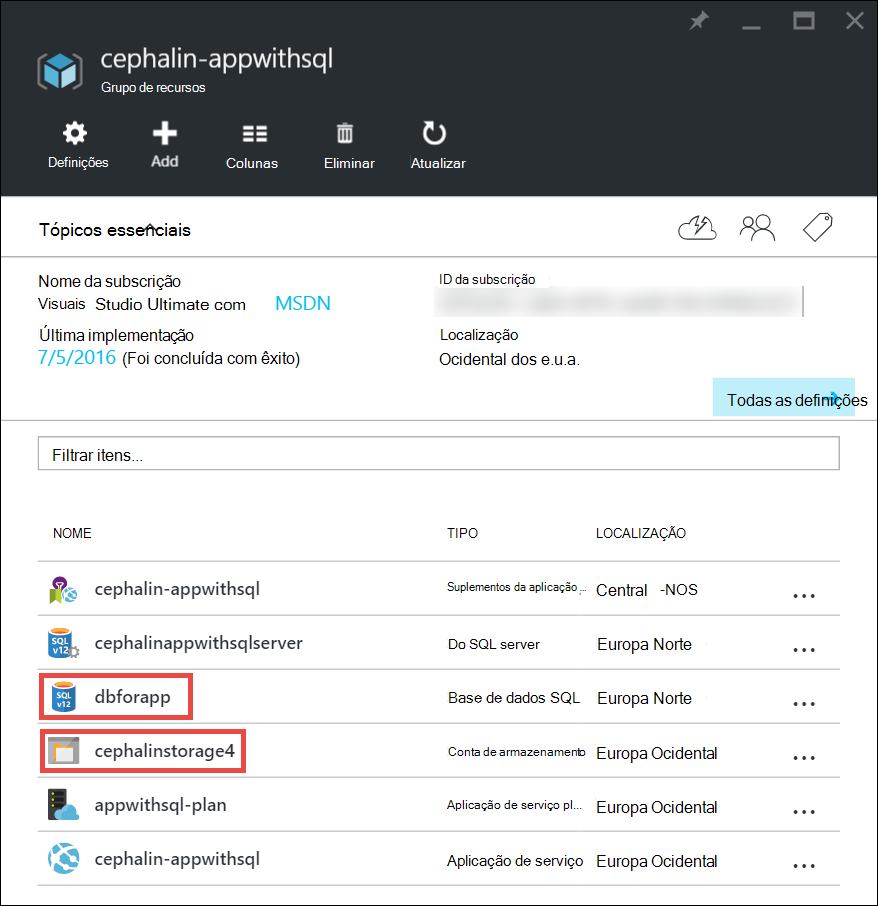 cephalin-appwithsql
Grupo de recursos
Definições Add Colunas Eliminar Atualizar
Tópicos essenciais
Nome da subscrição ID da subscrição
Visuais Studio Ultimate com MSDN
Última implementação Localização
7/5/2016 (Foi concluída com êxito) Ocidental dos e.u.a.
Todas as definições
Filtrar itens...
NOME TIPO LOCALIZAÇÃO
cephalin-appwithsql Suplementos da aplicação ... Central -NOS ...
SQL v12 cephalinappwithsqlserver Do SQL server Europa Norte ...
SQL v12 dbforapp Base de dados SQL Europa Norte ...
cephalinstorage4 Conta de armazenamento Europa Ocidental ...
appwithsql-plan Aplicação de serviço pl... Europa Ocidental ...
cephalin-appwithsql Aplicação de serviço Europa Ocidental ...